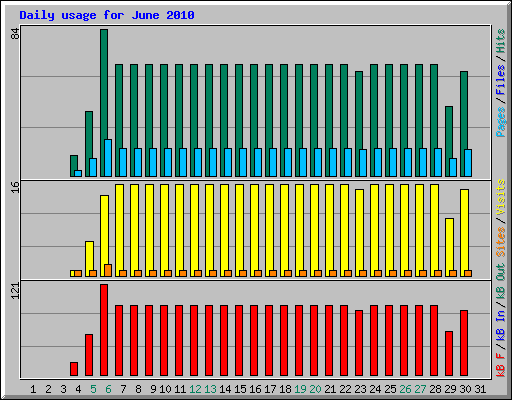 Daily usage for June 2010
84
Pages / Files / Hits
16
Sites / Visits
121
kB F / kB In / kB Out
1 2 3 4 5 6 7 8 9 10 11 12 13 14 15 16 17 18 19 20 21 22 23 24 25 26 27 28 29 30 31